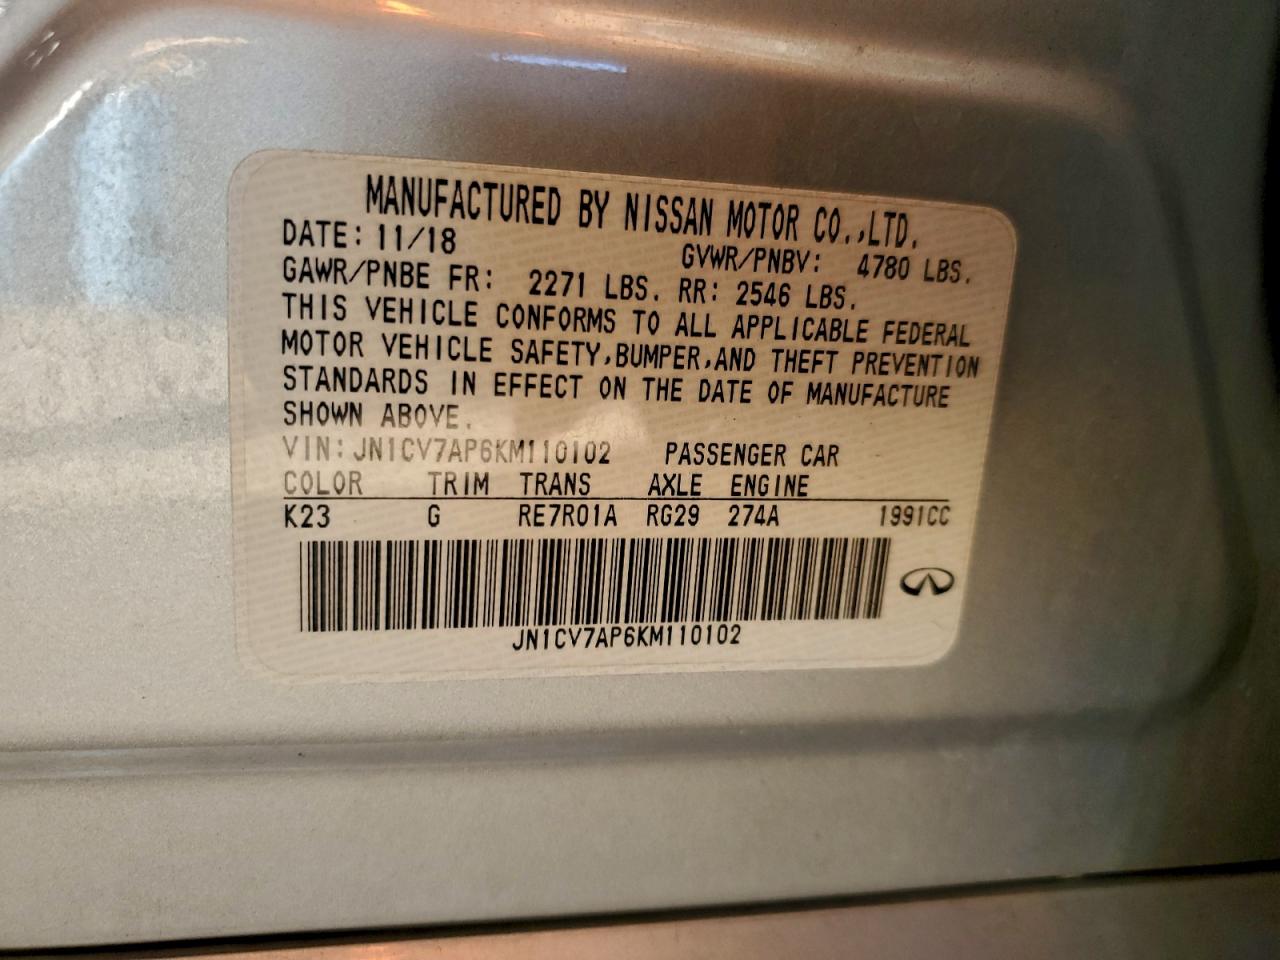 MANUFACTURED BY NISSAN MOTOR CO.,LTD.
DATE: 11/18 GVWR/PNBV: 4780 LBS.
GAWR/PNBE FR: 2271 LBS. RR: 2546 LBS.
THIS VEHICLE CONFORMS TO ALL APPLICABLE FEDERAL
MOTOR VEHICLE SAFETY,BUMPER,AND THEFT PREVENTION
STANDARDS IN EFFECT ON THE DATE OF MANUFACTURE
SHOWN ABOVE.
VIN:JN1CV7AP6KM110102 PASSENGER CAR
COLOR TRIM TRANS AXLE ENGINE
K23 G RE7R01A RG29 274A 1991CC
JN1CV7AP6KM110102